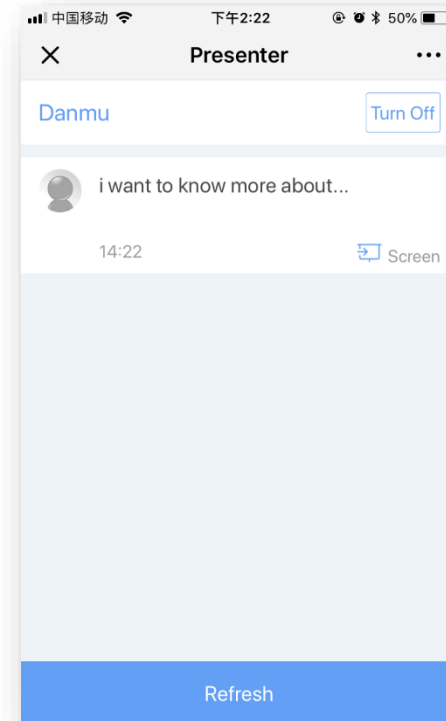 中国移动 下午2:22 50%
Presenter
Danmu Turn Off
i want to know more about...
14:22 Screen
Refresh